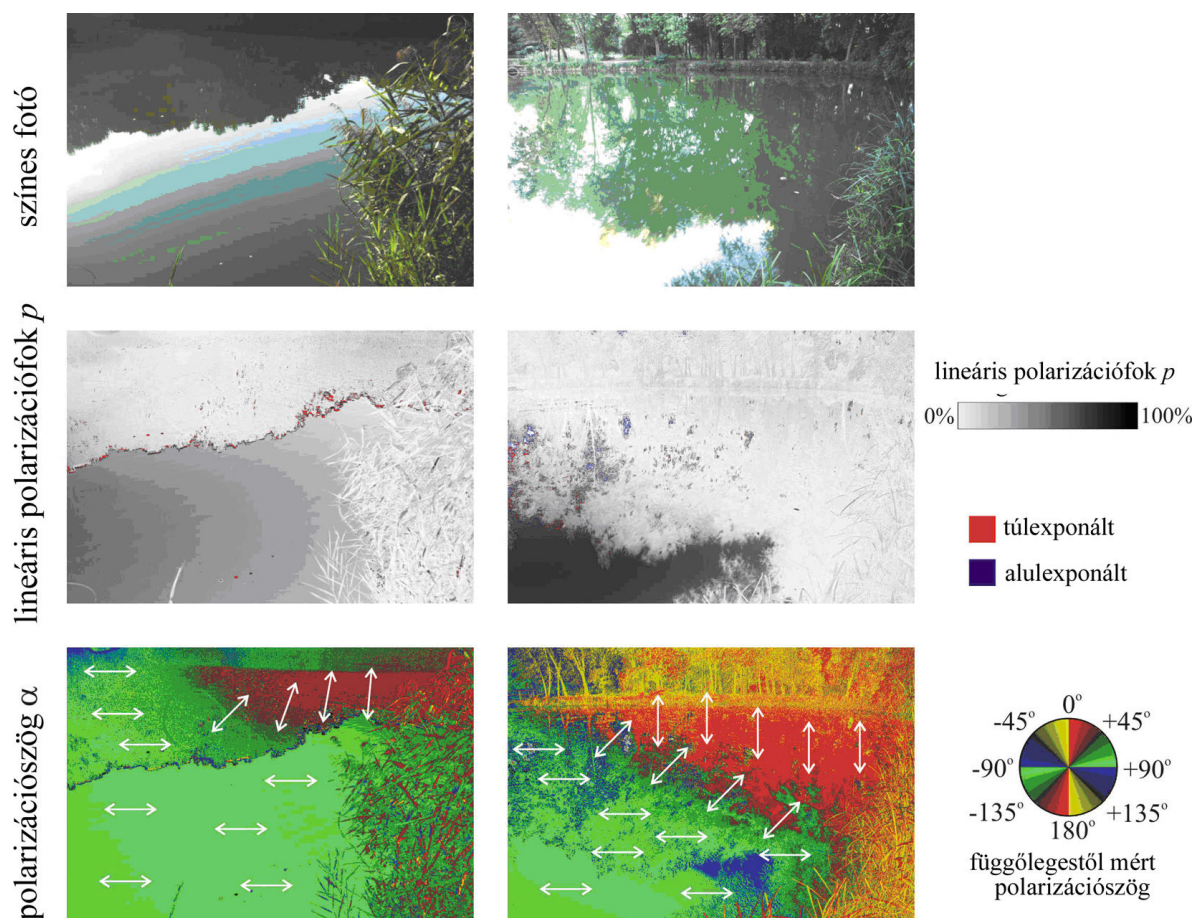 színes fotó
lineáris polarizációfok p
polarizációszög α
lineáris polarizációfok p
0% 100%
túlexponált
alulexponált
0°
-45° +45°
-90° +90°
-135° +135°
180°
függőlegestől mért
polarizációszög